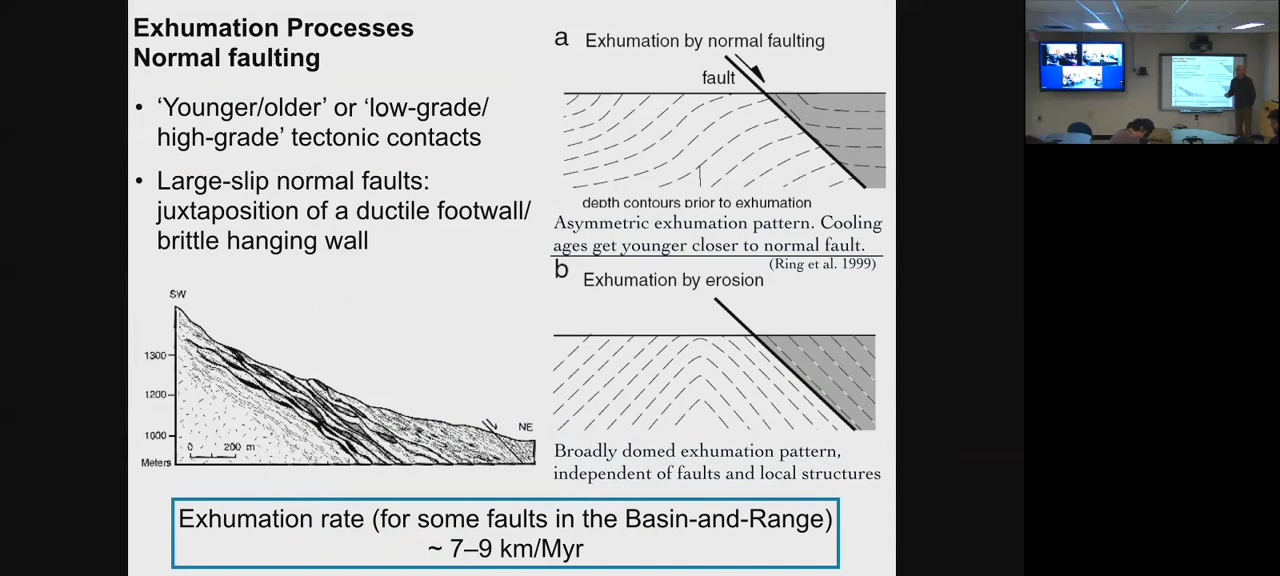 Exhumation Processes
Normal faulting
• ‘Younger/older’ or ‘low-grade/
high-grade’ tectonic contacts
• Large-slip normal faults:
juxtaposition of a ductile footwall/
brittle hanging wall
SW
1300
1200
1000
Meters
0 200 m
NE
a Exhumation by normal faulting
fault
depth contours prior to exhumation
Asymmetric exhumation pattern. Cooling
ages get younger closer to normal fault.
(Ring et al. 1999)
b Exhumation by erosion
Broadly domed exhumation pattern,
independent of faults and local structures
Exhumation rate (for some faults in the Basin-and-Range)
~ 7–9 km/Myr